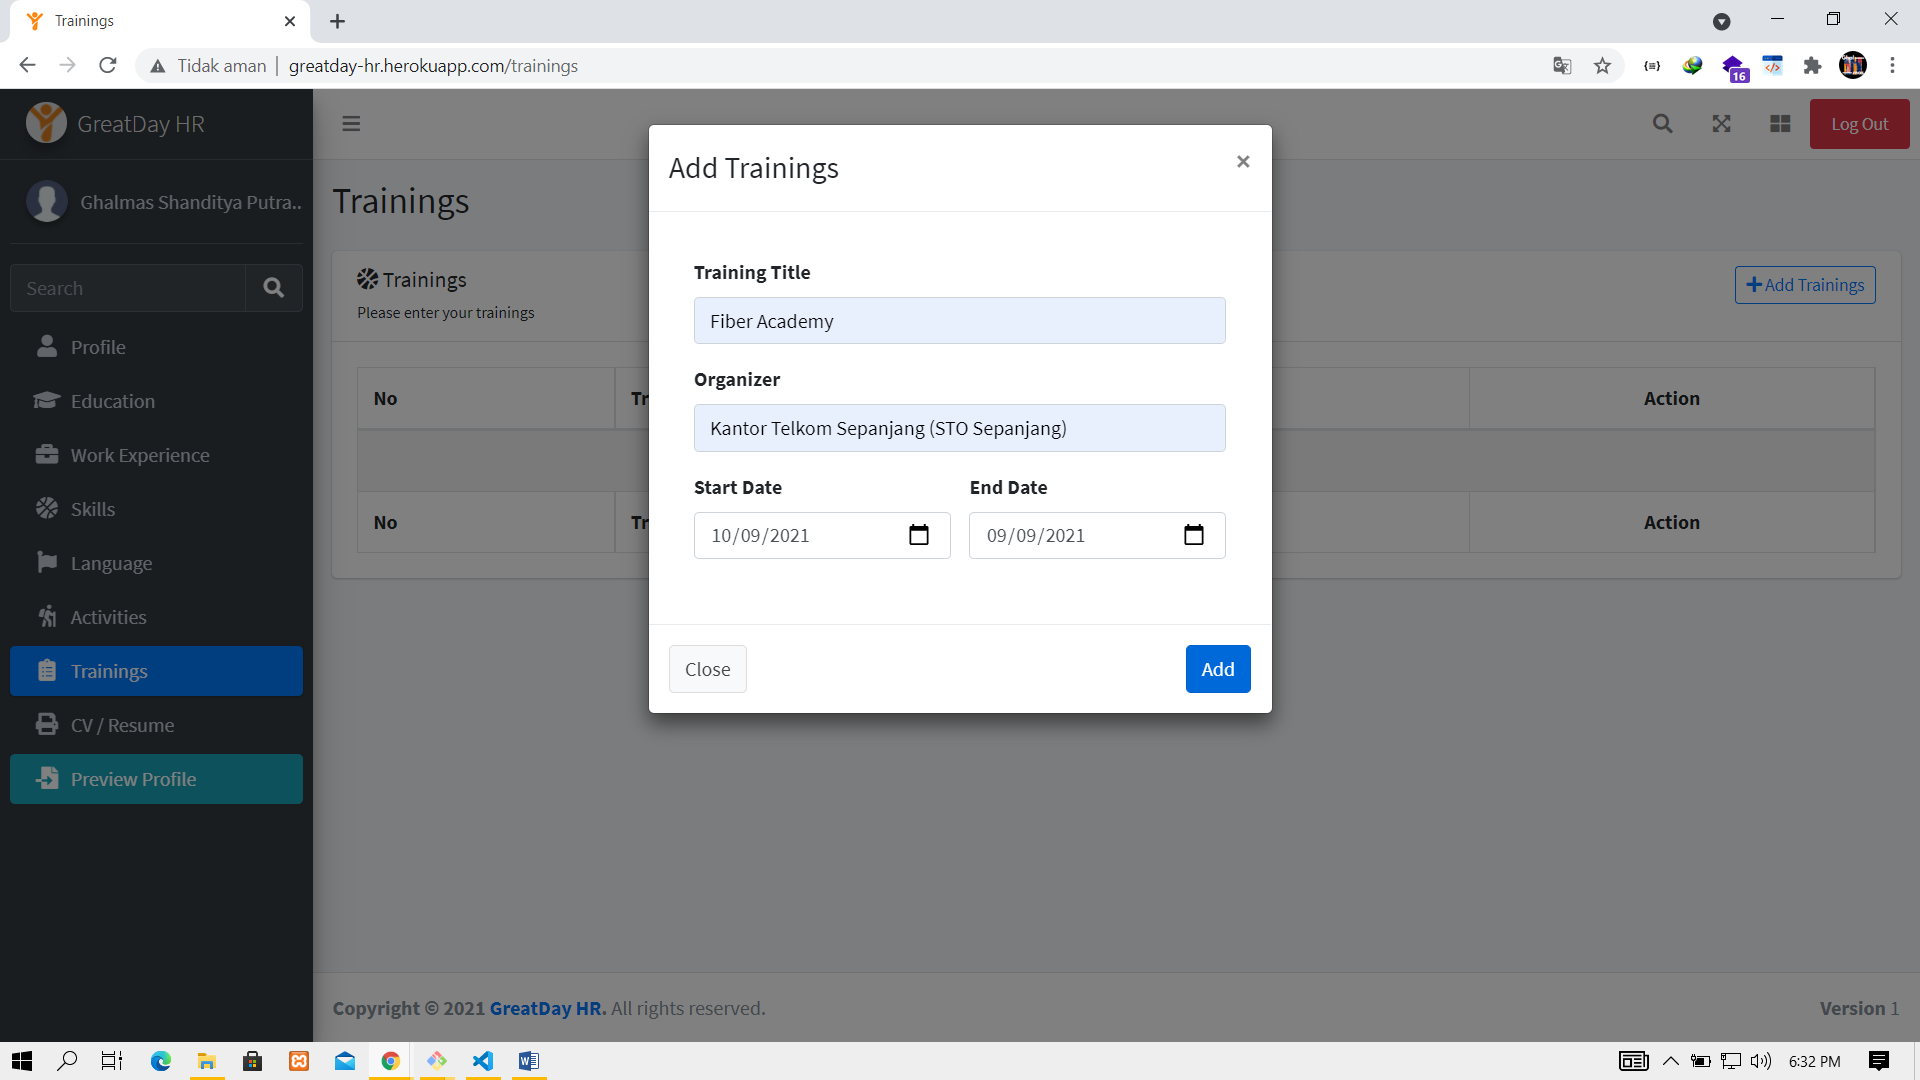 Trainings
Tidak aman
greatday-hr.herokuapp.com/trainings
16
GreatDay HR
Log Out
Ghalmas Shanditya Putra..
Search
Profile
Education
Work Experience
Skills
Language
Activities
Trainings
CV / Resume
Preview Profile
Trainings
Trainings
Please enter your trainings
Add Trainings
No
Tr
Action
No
Tr
Action
Add Trainings
×
Training Title
Fiber Academy
Organizer
Kantor Telkom Sepanjang (STO Sepanjang)
Start Date
End Date
10/09/2021
09/09/2021
Close
Add
Copyright © 2021 GreatDay HR. All rights reserved.
Version 1
6:32 PM